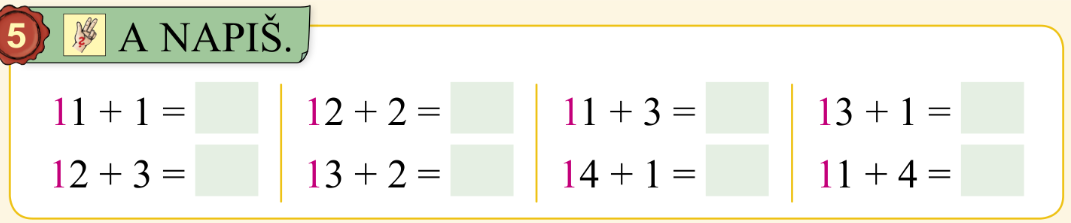 5 ? A NAPIŠ.
11 + 1 = 12 + 2 = 11 + 3 = 13 + 1 =
12 + 3 = 13 + 2 = 14 + 1 = 11 + 4 =